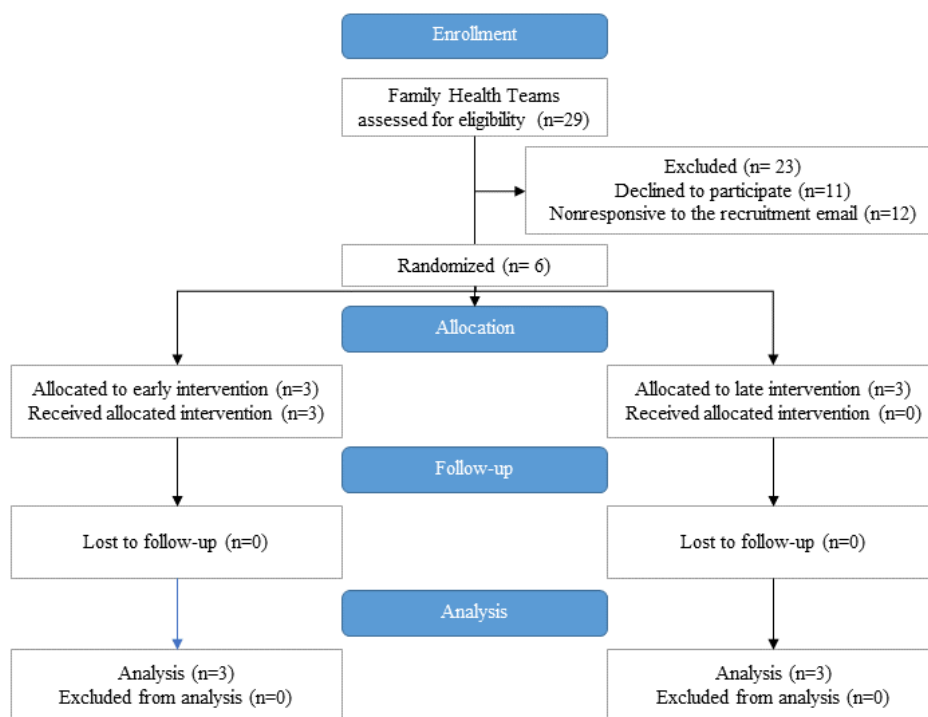 Enrollment
Family Health Teams
assessed for eligibility (n=29)
Excluded (n= 23)
Declined to participate (n=11)
Nonresponsive to the recruitment email (n=12)
Randomized (n= 6)
Allocation
Allocated to early intervention (n=3)
Received allocated intervention (n=3)
Allocated to late intervention (n=3)
Received allocated intervention (n=0)
Follow-up
Lost to follow-up (n=0)
Lost to follow-up (n=0)
Analysis
Analysis (n=3)
Excluded from analysis (n=0)
Analysis (n=3)
Excluded from analysis (n=0)